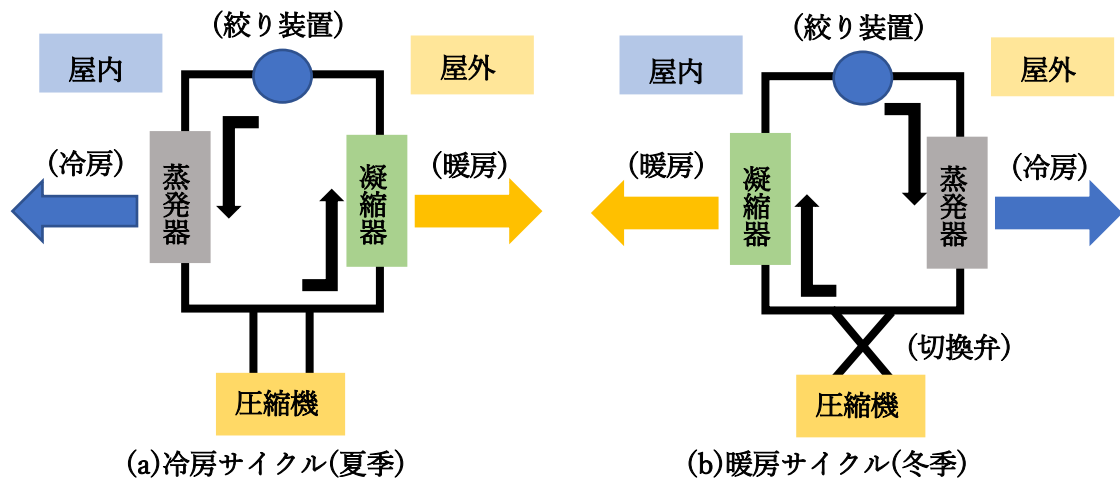 (絞り装置)
屋内
屋外
(冷房)
蒸発器
凝縮器
(暖房)
圧縮機
(a)冷房サイクル(夏季)
(絞り装置)
屋内
屋外
(暖房)
凝縮器
蒸発器
(冷房)
(切換弁)
圧縮機
(b)暖房サイクル(冬季)